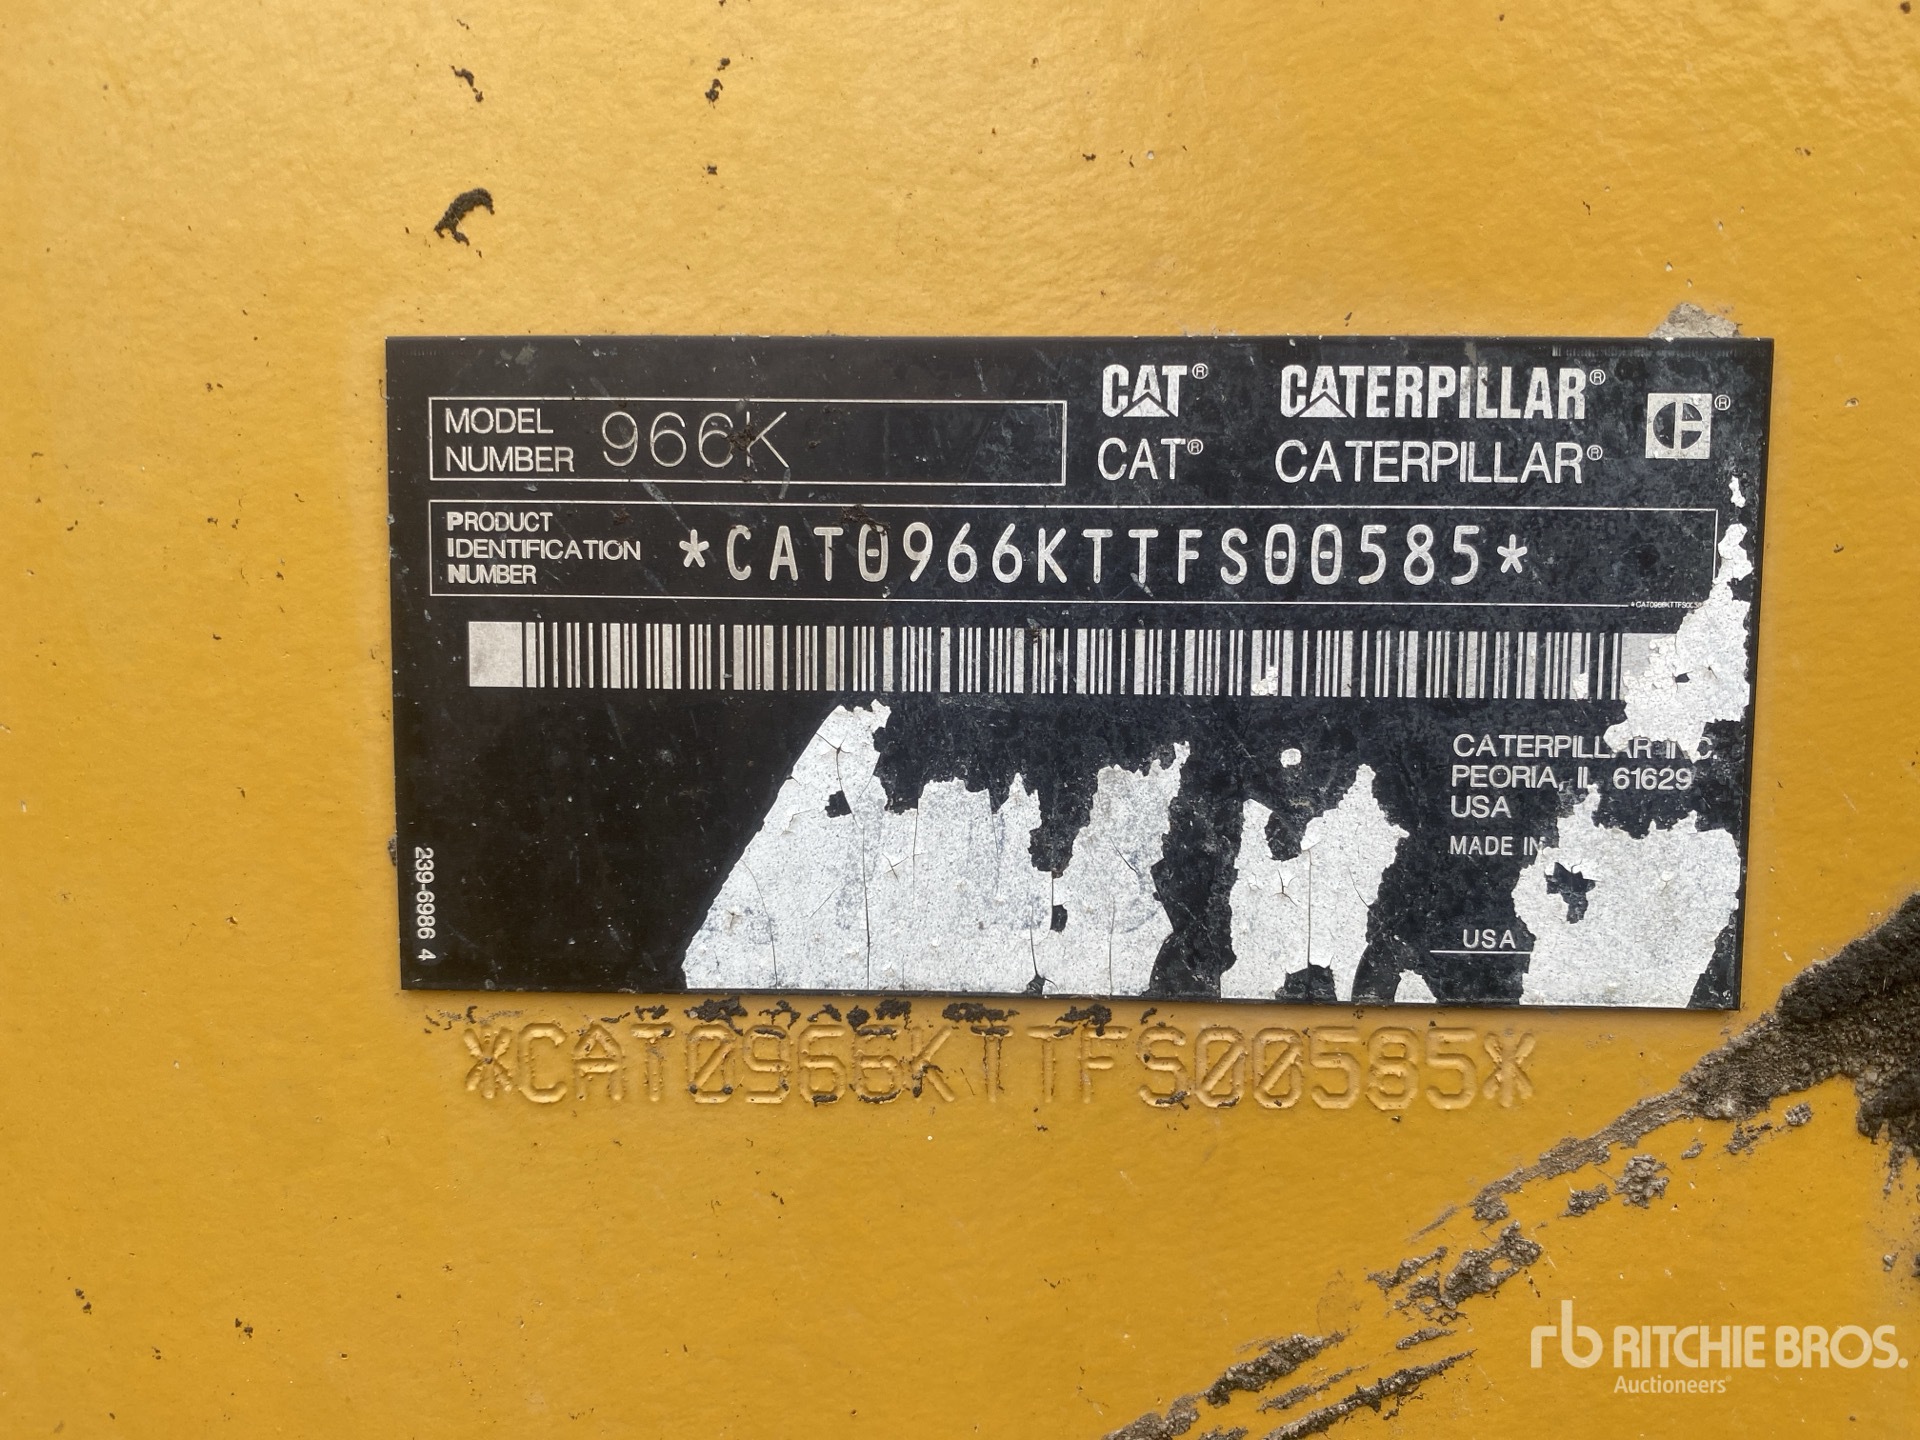 MODEL NUMBER 966K
CAT® CATERPILLAR®
CAT® CATERPILLAR®
PRODUCT IDENTIFICATION NUMBER *CAT0966KTTFS00585*
CATERPILLAR INC.
PEORIA, IL 61629
USA
MADE IN
USA
239-6986 4
*CAT0966KTTFS00585*
rb RITCHIE BROS.
Auctioneers